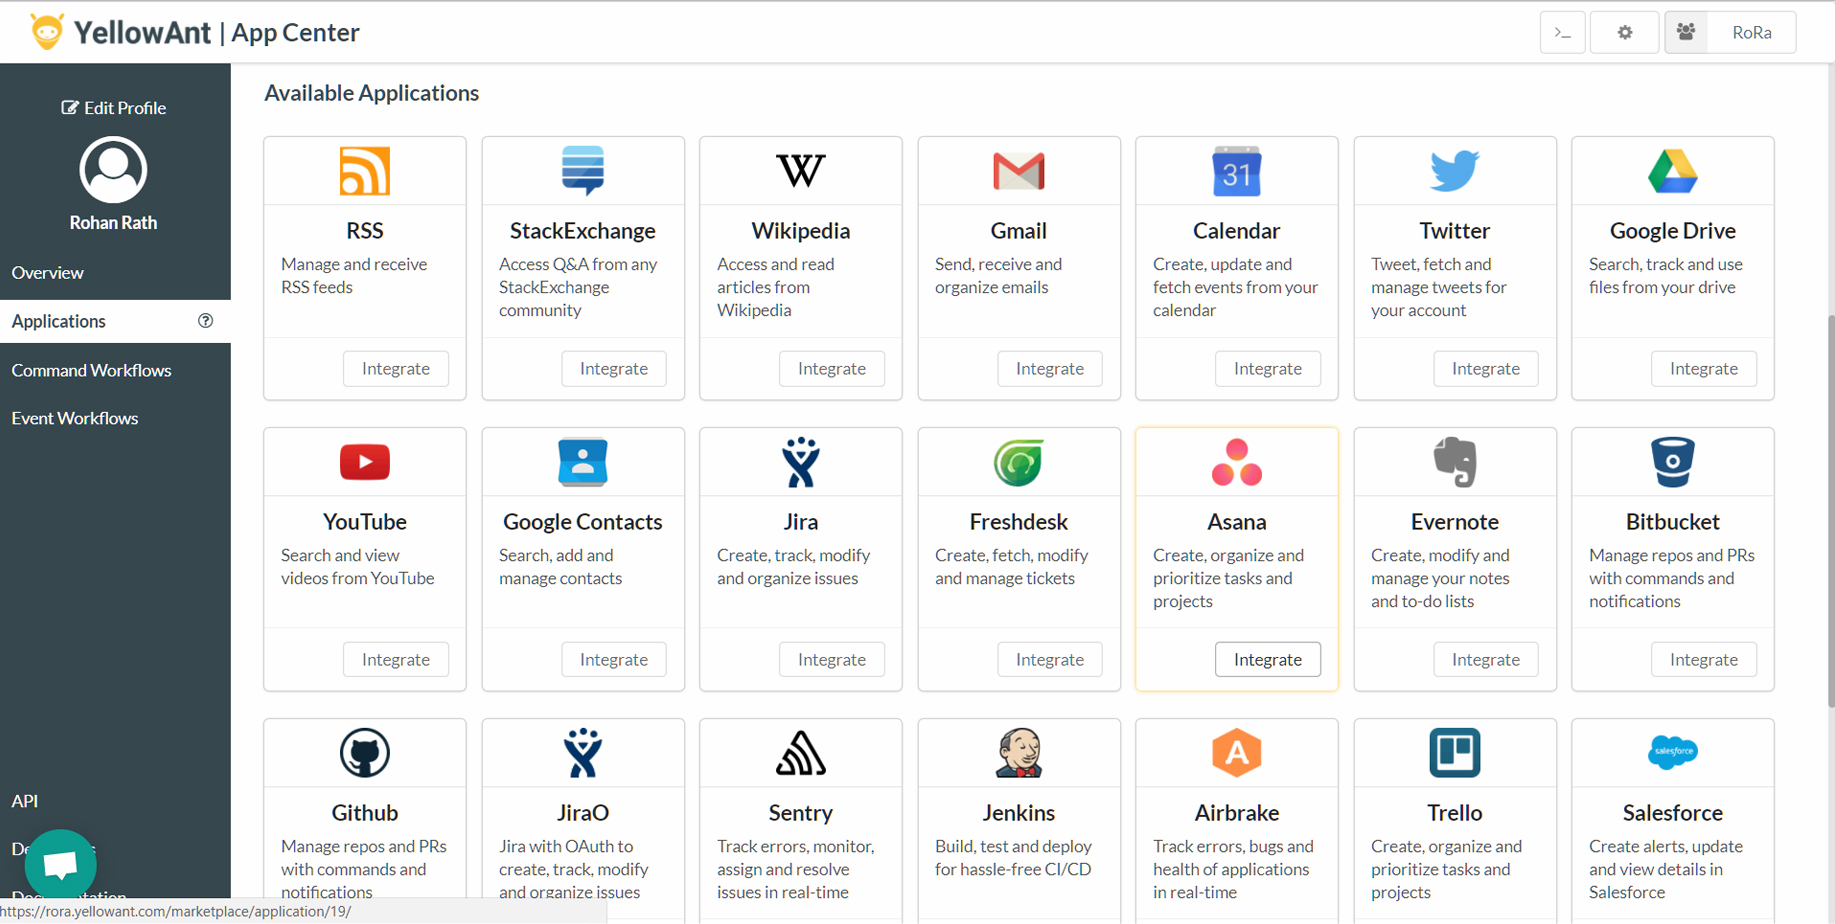 YellowAnt | App Center
>_
RoRa
Edit Profile
Rohan Rath
Overview
Applications
Command Workflows
Event Workflows
API
Available Applications
RSS
Manage and receive
RSS feeds
Integrate
StackExchange
Access Q&A from any
StackExchange
community
Integrate
W
Wikipedia
Access and read
articles from
Wikipedia
Integrate
Gmail
Send, receive and
organize emails
Integrate
31
Calendar
Create, update and
fetch events from your
calendar
Integrate
Twitter
Tweet, fetch and
manage tweets for
your account
Integrate
Google Drive
Search, track and use
files from your drive
Integrate
YouTube
Search and view
videos from YouTube
Integrate
Google Contacts
Search, add and
manage contacts
Integrate
Jira
Create, track, modify
and organize issues
Integrate
Freshdesk
Create, fetch, modify
and manage tickets
Integrate
Asana
Create, organize and
prioritize tasks and
projects
Integrate
Evernote
Create, modify and
manage your notes
and to-do lists
Integrate
Bitbucket
Manage repos and PRs
with commands and
notifications
Integrate
Github
Manage repos and PRs
with commands and
notifications
JiraO
Jira with OAuth to
create, track, modify
and organize issues
Sentry
Track errors, monitor,
assign and resolve
issues in real-time
Jenkins
Build, test and deploy
for hassle-free CI/CD
A
Airbrake
Track errors, bugs and
health of applications
in real-time
Trello
Create, organize and
prioritize tasks and
projects
salesforce
Salesforce
Create alerts, update
and view details in
Salesforce
https://rora.yellowant.com/marketplace/application/19/